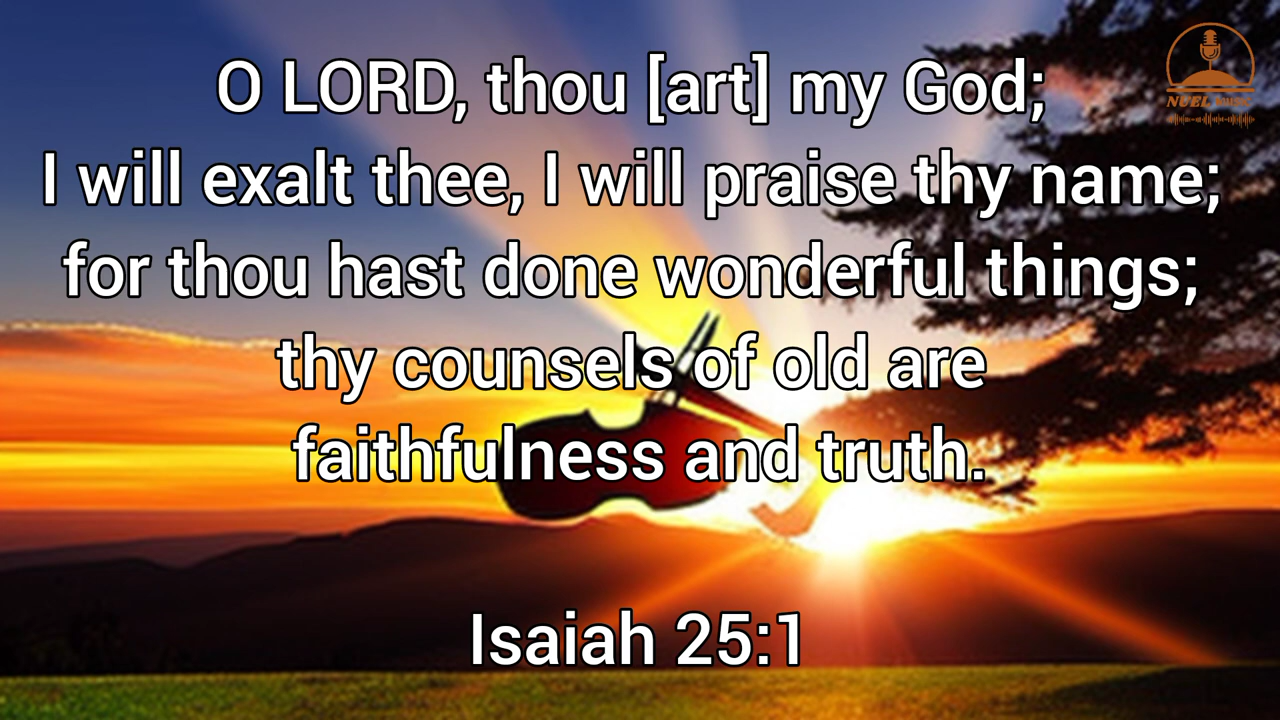 O LORD, thou [art] my God;
I will exalt thee, I will praise thy name;
for thou hast done wonderful things;
thy counsels of old are
faithfulness and truth.
Isaiah 25:1
NUEL